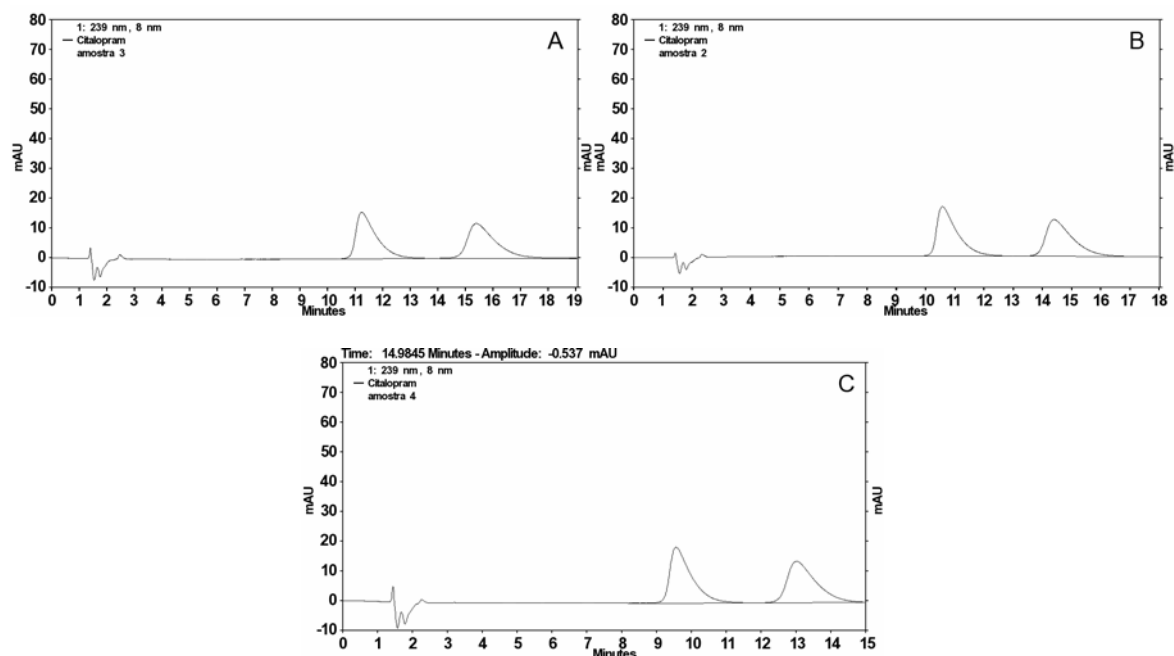 A
1: 239 nm, 8 nm
Citalopram
amostra 3
80
70
60
50
40
30
20
10
0
-10
mAU
mAU
0 1 2 3 4 5 6 7 8 9 10 11 12 13 14 15 16 17 18 19
Minutes
B
1: 239 nm, 8 nm
Citalopram
amostra 2
80
70
60
50
40
30
20
10
0
-10
mAU
mAU
0 1 2 3 4 5 6 7 8 9 10 11 12 13 14 15 16 17 18
Minutes
Time: 14.9845 Minutes - Amplitude: -0.537 mAU
C
1: 239 nm, 8 nm
Citalopram
amostra 4
80
70
60
50
40
30
20
10
0
-10
mAU
mAU
0 1 2 3 4 5 6 7 8 9 10 11 12 13 14 15
Minutes